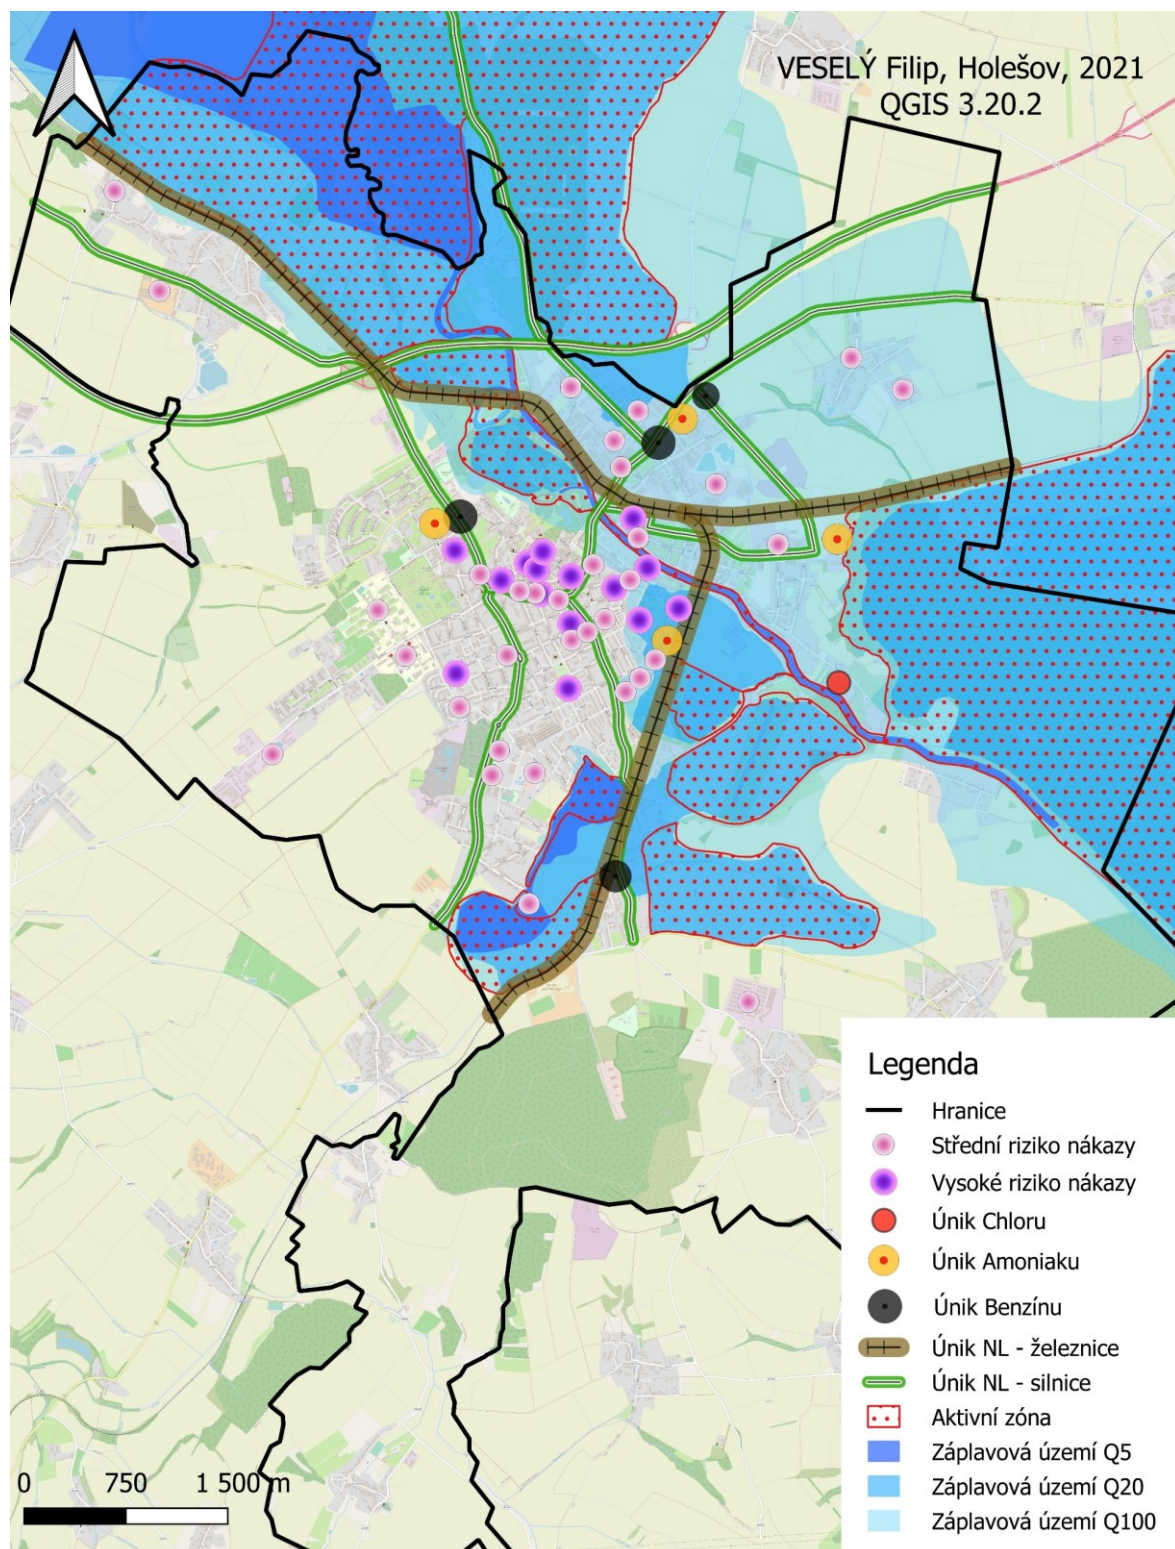 VESELÝ Filip, Holešov, 2021
QGIS 3.20.2
Legenda
Hranice
Střední riziko nákazy
Vysoké riziko nákazy
Únik Chloru
Únik Amoniaku
Únik Benzínu
Únik NL - železnice
Únik NL - silnice
Aktivní zóna
Záplavová území Q5
Záplavová území Q20
Záplavová území Q100
0 750 1 500 m